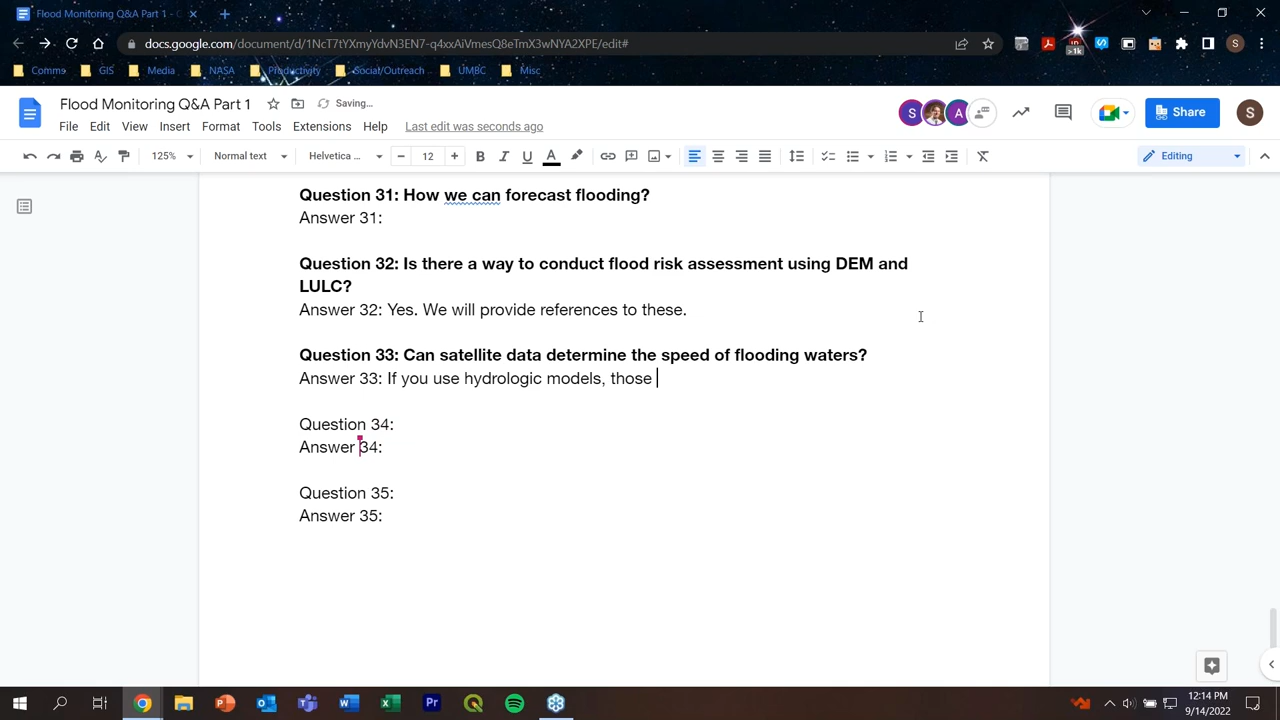 Flood Monitoring Q&A Part 1 - G
docs.google.com/document/d/1NcT7tYXmyYdvN3EN7-q4xxAiVmesQ8eTmX3wNYA2XPE/edit#
>1k
S
Comms GIS Media NASA Productivity Social/Outreach UMBC Misc
Flood Monitoring Q&A Part 1 Saving...
S A Share S
File Edit View Insert Format Tools Extensions Help Last edit was seconds ago
125% Normal text Helvetica ... 12 B I U A Editing
Question 31: How we can forecast flooding?
Answer 31:
Question 32: Is there a way to conduct flood risk assessment using DEM and
LULC?
Answer 32: Yes. We will provide references to these.
Question 33: Can satellite data determine the speed of flooding waters?
Answer 33: If you use hydrologic models, those
Question 34:
Answer 34:
Question 35:
Answer 35:
12:14 PM
9/14/2022